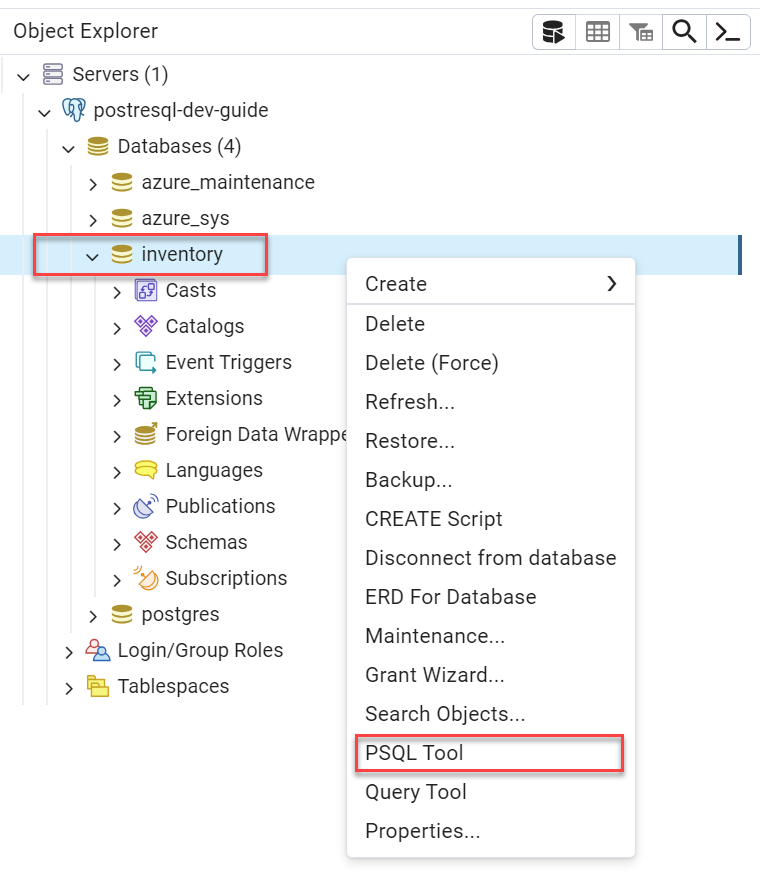 Object Explorer
Servers (1)
postresql-dev-guide
Databases (4)
azure_maintenance
azure_sys
inventory
Casts
Catalogs
Event Triggers
Extensions
Foreign Data Wrappe
Languages
Publications
Schemas
Subscriptions
postgres
Login/Group Roles
Tablespaces
Create
Delete
Delete (Force)
Refresh...
Restore...
Backup...
CREATE Script
Disconnect from database
ERD For Database
Maintenance...
Grant Wizard...
Search Objects...
PSQL Tool
Query Tool
Properties...